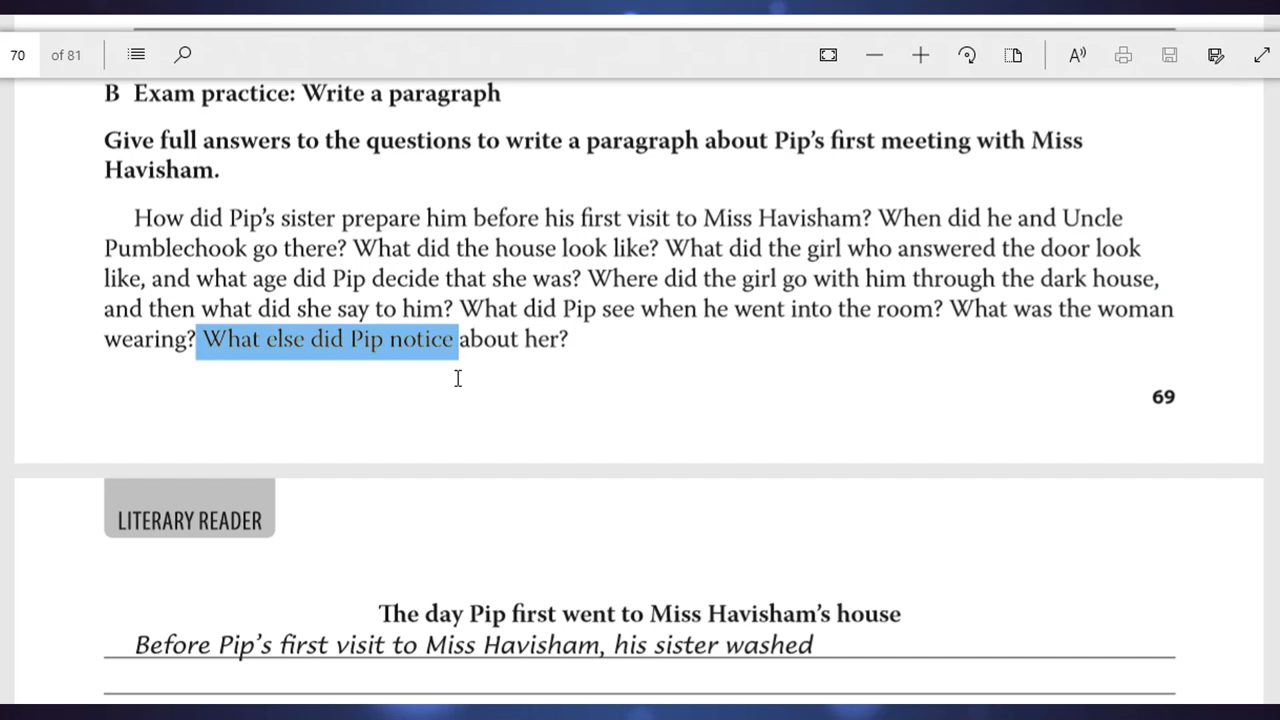 70 of 81
B Exam practice: Write a paragraph
Give full answers to the questions to write a paragraph about Pip's first meeting with Miss
Havisham.
How did Pip's sister prepare him before his first visit to Miss Havisham? When did he and Uncle
Pumblechook go there? What did the house look like? What did the girl who answered the door look
like, and what age did Pip decide that she was? Where did the girl go with him through the dark house,
and then what did she say to him? What did Pip see when he went into the room? What was the woman
wearing? What else did Pip notice about her?
69
LITERARY READER
The day Pip first went to Miss Havisham's house
Before Pip's first visit to Miss Havisham, his sister washed